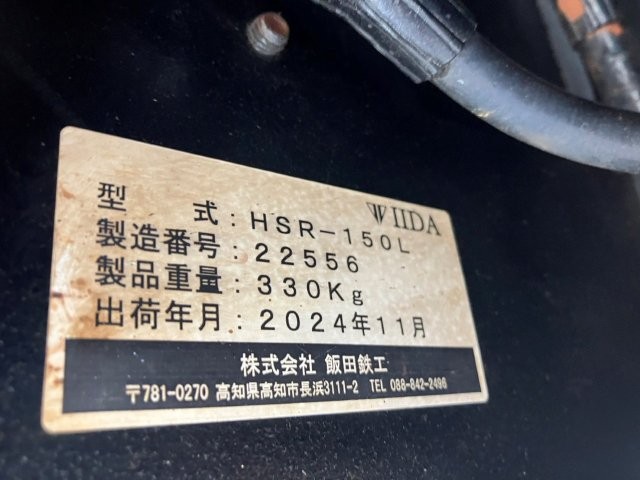 WIIDA
型 式:HSR-150L
製造番号:22556
製品重量:330Kg
出荷年月:2024年11月
株式会社 飯田鉄工
〒781-0270 高知県高知市長浜3111-2 TEL 088-842-2498